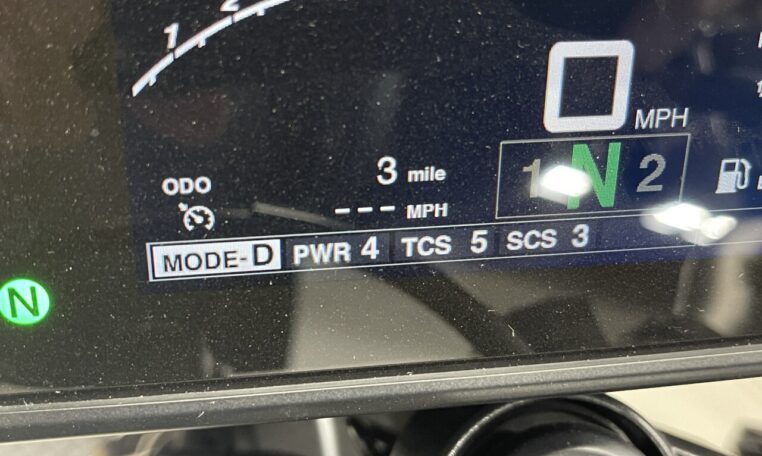 1 2
0 MPH
ODO 3 mile
--- MPH
1 N 2
MODE-D PWR 4 TCS 5 SCS 3
N